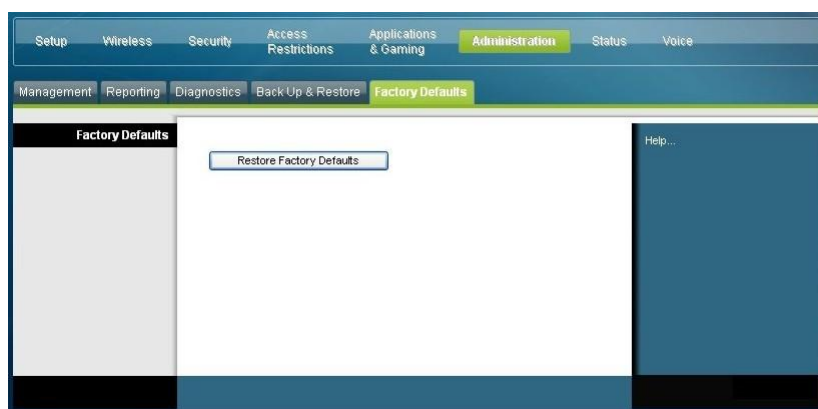 Setup Wireless Security Access Restrictions Applications & Gaming Administration Status Voice
Management Reporting Diagnostics Back Up & Restore Factory Defaults
Factory Defaults
Restore Factory Defaults
Help...